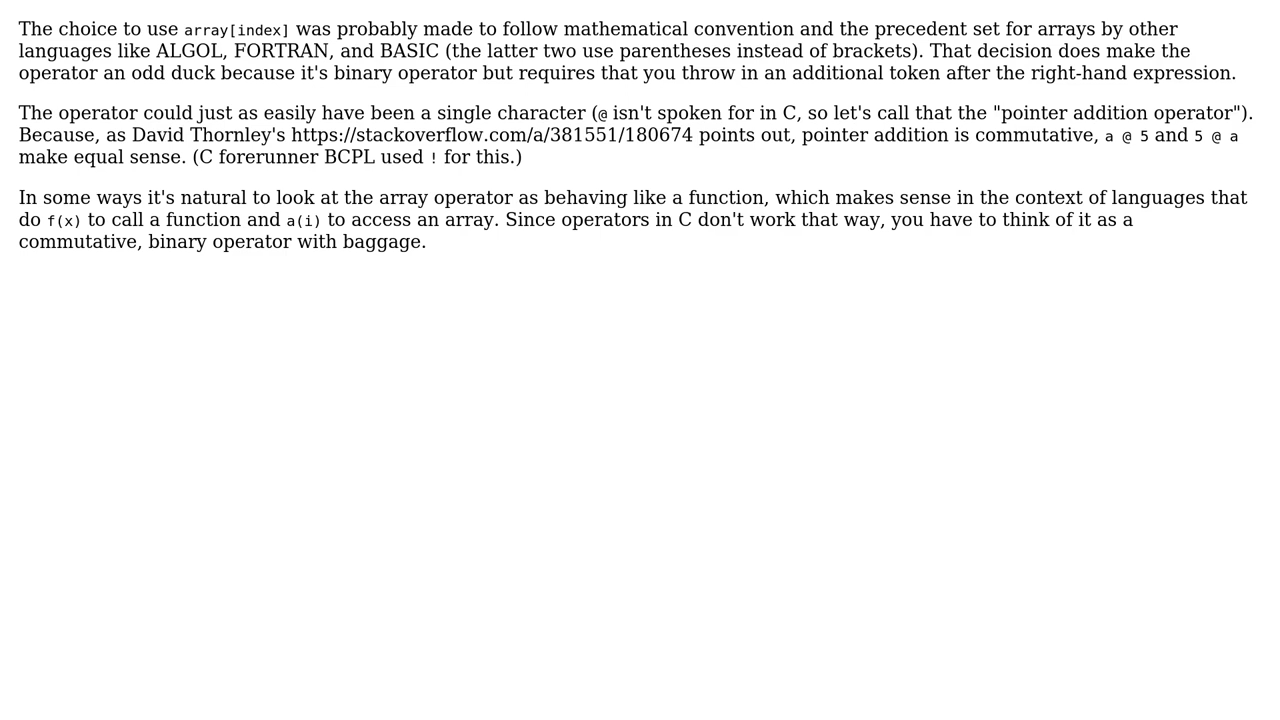 The choice to use array[index] was probably made to follow mathematical convention and the precedent set for arrays by other
languages like ALGOL, FORTRAN, and BASIC (the latter two use parentheses instead of brackets). That decision does make the
operator an odd duck because it's binary operator but requires that you throw in an additional token after the right-hand expression.
The operator could just as easily have been a single character (@ isn't spoken for in C, so let's call that the "pointer addition operator").
Because, as David Thornley's https://stackoverflow.com/a/381551/180674 points out, pointer addition is commutative, a @ 5 and 5 @ a
make equal sense. (C forerunner BCPL used ! for this.)
In some ways it's natural to look at the array operator as behaving like a function, which makes sense in the context of languages that
do f(x) to call a function and a(i) to access an array. Since operators in C don't work that way, you have to think of it as a
commutative, binary operator with baggage.